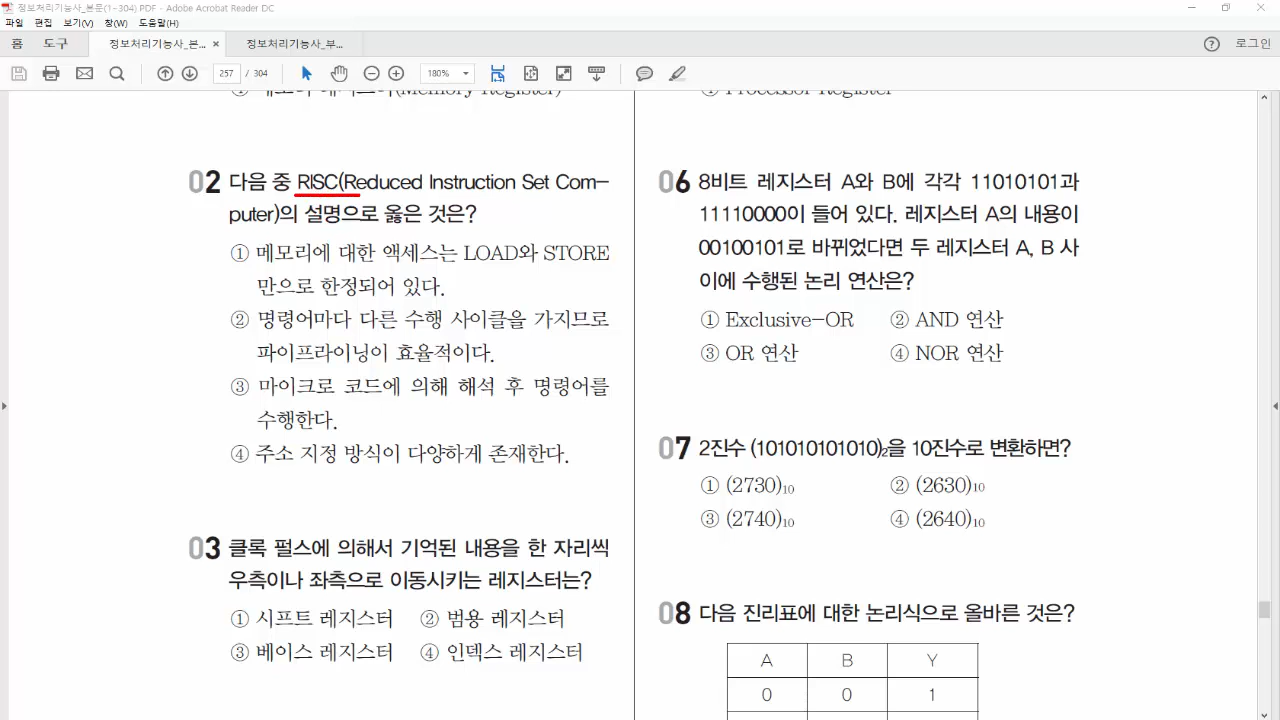 정보처리기능사_본문(1-304) PDF - Adobe Acrobat Reader DC
파일 편집 보기(V) 창(W) 도움말(H)
홈 도구 정보처리기능사_본... × 정보처리기능사_부... 로그인
257 / 304 180%
02 다음 중 RISC(Reduced Instruction Set Com-
puter)의 설명으로 옳은 것은?
① 메모리에 대한 액세스는 LOAD와 STORE
만으로 한정되어 있다.
② 명령어마다 다른 수행 사이클을 가지므로
파이프라이닝이 효율적이다.
③ 마이크로 코드에 의해 해석 후 명령어를
수행한다.
④ 주소 지정 방식이 다양하게 존재한다.
03 클록 펄스에 의해서 기억된 내용을 한 자리씩
우측이나 좌측으로 이동시키는 레지스터는?
① 시프트 레지스터 ② 범용 레지스터
③ 베이스 레지스터 ④ 인덱스 레지스터
06 8비트 레지스터 A와 B에 각각 11010101과
11110000이 들어 있다. 레지스터 A의 내용이
00100101로 바뀌었다면 두 레지스터 A, B 사
이에 수행된 논리 연산은?
① Exclusive-OR ② AND 연산
③ OR 연산 ④ NOR 연산
07 2진수 (101010101010)₂을 10진수로 변환하면?
① (2730)₁₀ ② (2630)₁₀
③ (2740)₁₀ ④ (2640)₁₀
08 다음 진리표에 대한 논리식으로 올바른 것은?
A B Y
0 0 1